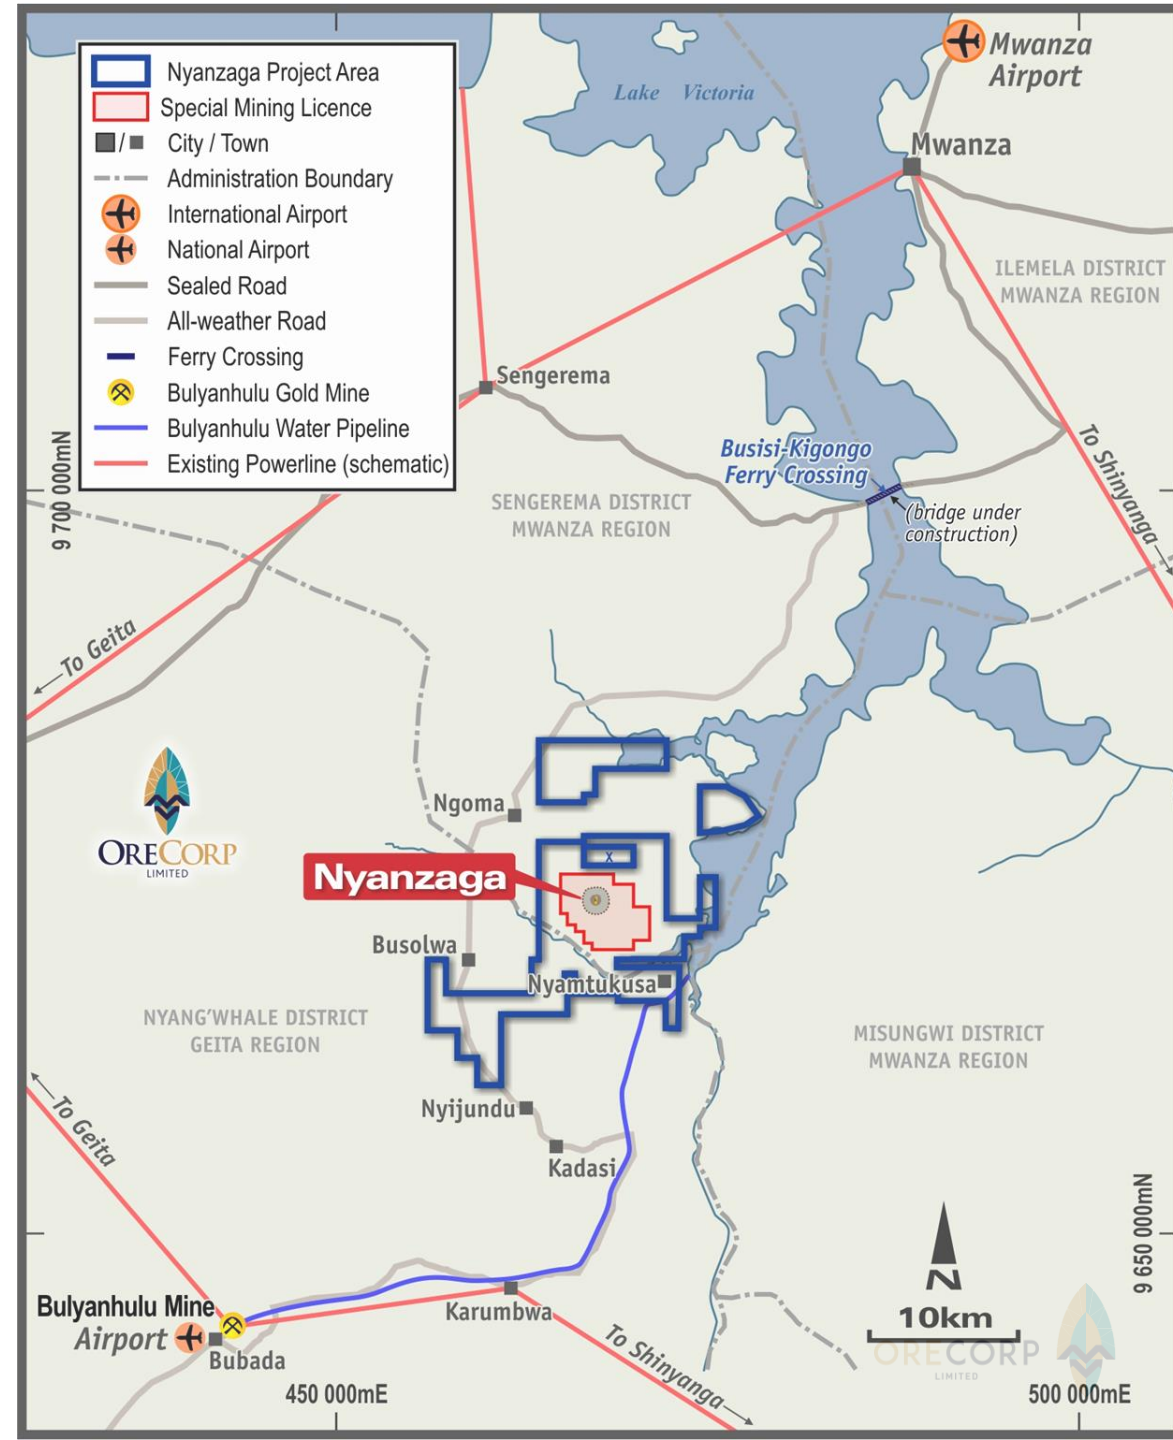 Nyanzaga Project Area
Special Mining Licence
City / Town
Administration Boundary
International Airport
National Airport
Sealed Road
All-weather Road
Ferry Crossing
Bulyanhulu Gold Mine
Bulyanhulu Water Pipeline
Existing Powerline (schematic)
Lake Victoria
Mwanza
Airport
Mwanza
ILEMELA DISTRICT
MWANZA REGION
Sengerema
To Shinyanga
Busisi-Kigongo
Ferry Crossing
(bridge under
construction)
SENGEREMA DISTRICT
MWANZA REGION
9 700 000mN
To Geita
ORECORP
LIMITED
Ngoma
X
Nyanzaga
Busolwa
Nyamtukusa
NYANG'WHALE DISTRICT
GEITA REGION
MISUNGWI DISTRICT
MWANZA REGION
To Geita
Nyijundu
Kadasi
9 650 000mN
N
10km
Bulyanhulu Mine
Airport
Bubada
Karumbwa
To Shinyanga
ORECORP
LIMITED
450 000mE
500 000mE